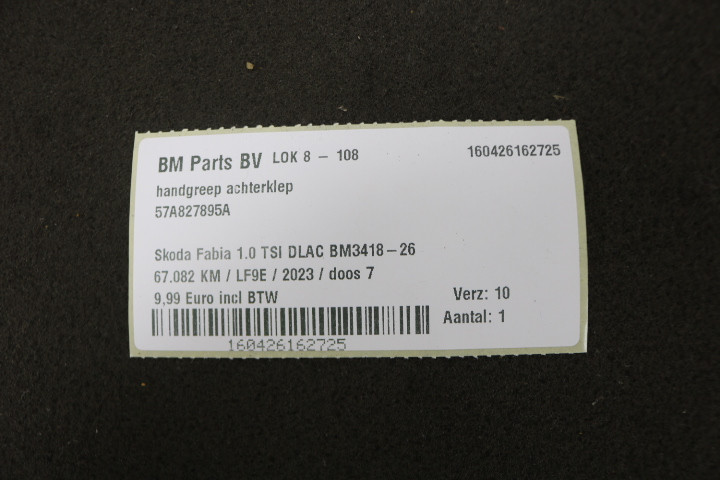 BM Parts BV LOK 8 - 108 160426162725
handgreep achterklep
57A827895A
Skoda Fabia 1.0 TSI DLAC BM3418-26
67.082 KM / LF9E / 2023 / doos 7
9,99 Euro incl BTW Verz: 10
Aantal: 1
160426162725